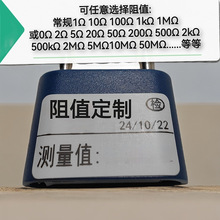 可任意选择阻值:
常规1Ω 10Ω 100Ω 1kΩ 1MΩ
或0Ω 2Ω 5Ω 20Ω 50Ω 200Ω 500Ω 2kΩ
500kΩ 2MΩ 5MΩ10MΩ 50MΩ......等等
阻值定制 检
24/10/22
测量值: